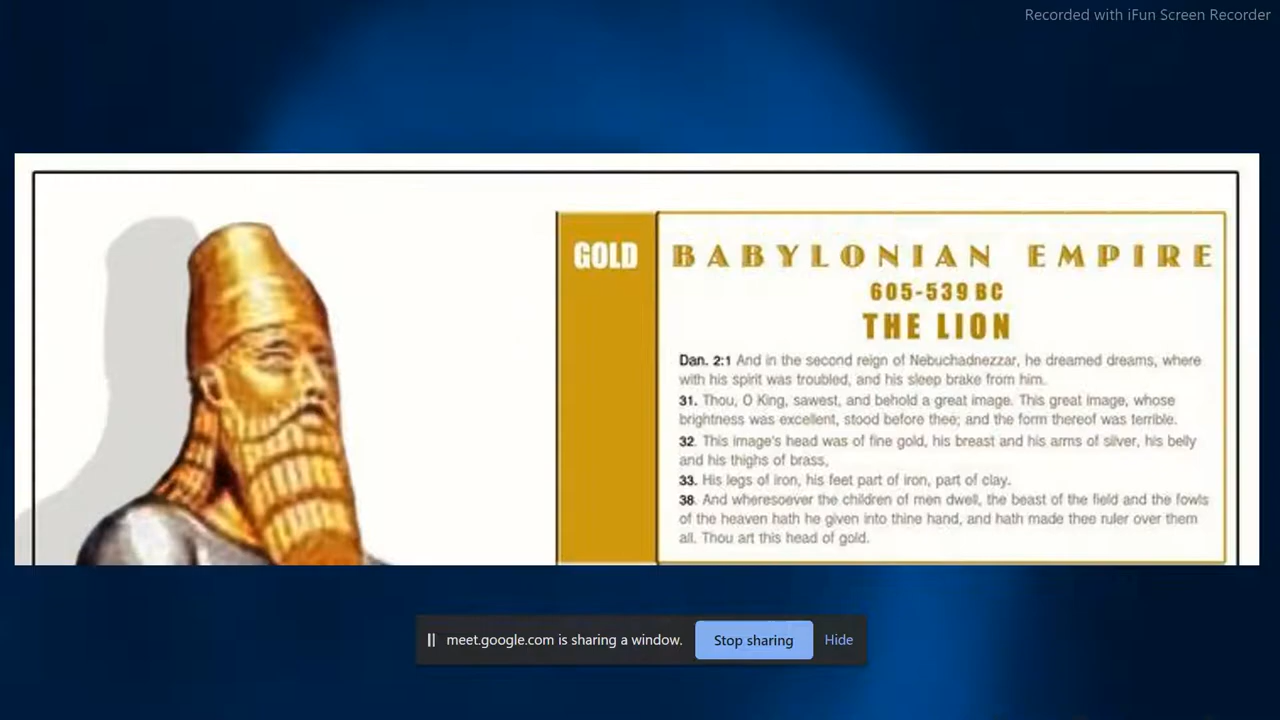 Recorded with iFun Screen Recorder
GOLD
BABYLONIAN EMPIRE
605-539 BC
THE LION
Dan. 2:1 And in the second reign of Nebuchadnezzar, he dreamed dreams, where
with his spirit was troubled, and his sleep brake from him.
31. Thou, O King, sawest, and behold a great image. This great image, whose
brightness was excellent, stood before thee; and the form thereof was terrible.
32. This image's head was of fine gold, his breast and his arms of silver, his belly
and his thighs of brass,
33. His legs of iron, his feet part of iron, part of clay.
38. And wheresoever the children of men dwell, the beast of the field and the fowls
of the heaven hath he given into thine hand, and hath made thee ruler over them
all. Thou art this head of gold.
meet.google.com is sharing a window.
Stop sharing
Hide